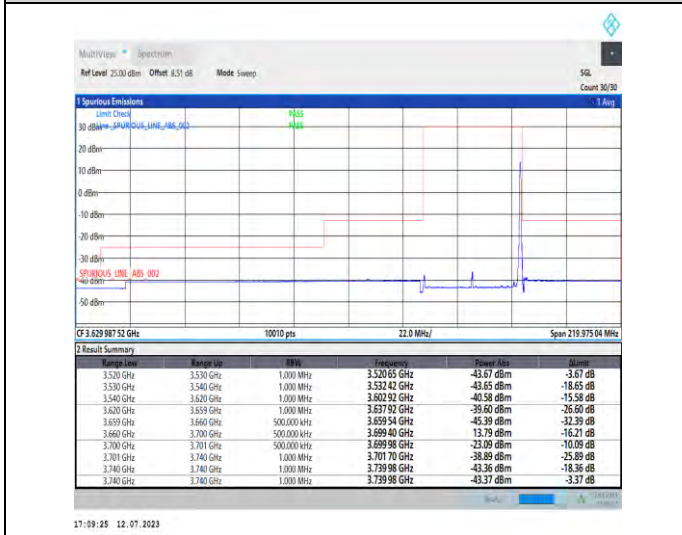 MultiView Spectrum
Ref Level 25.00 dBm Offset 8.51 dB Mode Sweep SGL
Count 30/30
1 Spurious Emissions 1 Avg
Limit Check PASS
30 dBm Line _SPURIOUS_LINE_ABS_002 PASS
20 dBm
10 dBm
0 dBm
-10 dBm
-20 dBm
-30 dBm
_SPURIOUS_LINE_ABS_002
-40 dBm
-50 dBm
CF 3.629 987 52 GHz 10010 pts 22.0 MHz/ Span 219.975 04 MHz
2 Result Summary
Range Low Range Up RBW Frequency Power Abs ΔLimit
3.520 GHz 3.530 GHz 1.000 MHz 3.520 65 GHz -43.67 dBm -3.67 dB
3.530 GHz 3.540 GHz 1.000 MHz 3.532 42 GHz -43.65 dBm -18.65 dB
3.540 GHz 3.620 GHz 1.000 MHz 3.602 92 GHz -40.58 dBm -15.58 dB
3.620 GHz 3.659 GHz 1.000 MHz 3.637 92 GHz -39.60 dBm -26.60 dB
3.659 GHz 3.660 GHz 500.000 kHz 3.659 54 GHz -45.39 dBm -32.39 dB
3.660 GHz 3.700 GHz 500.000 kHz 3.699 40 GHz 13.79 dBm -16.21 dB
3.700 GHz 3.701 GHz 500.000 kHz 3.699 98 GHz -23.09 dBm -10.09 dB
3.701 GHz 3.740 GHz 1.000 MHz 3.701 70 GHz -38.89 dBm -25.89 dB
3.740 GHz 3.740 GHz 1.000 MHz 3.739 98 GHz -43.36 dBm -18.36 dB
3.740 GHz 3.740 GHz 1.000 MHz 3.739 98 GHz -43.37 dBm -3.37 dB
17:09:25 12.07.2023